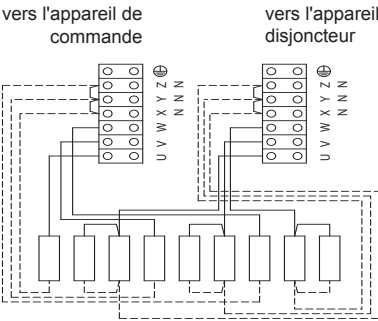 vers l'appareil de
commande
vers l'appareil
disjoncteur
U V W X Y Z
N N N
U V W X Y Z
N N N